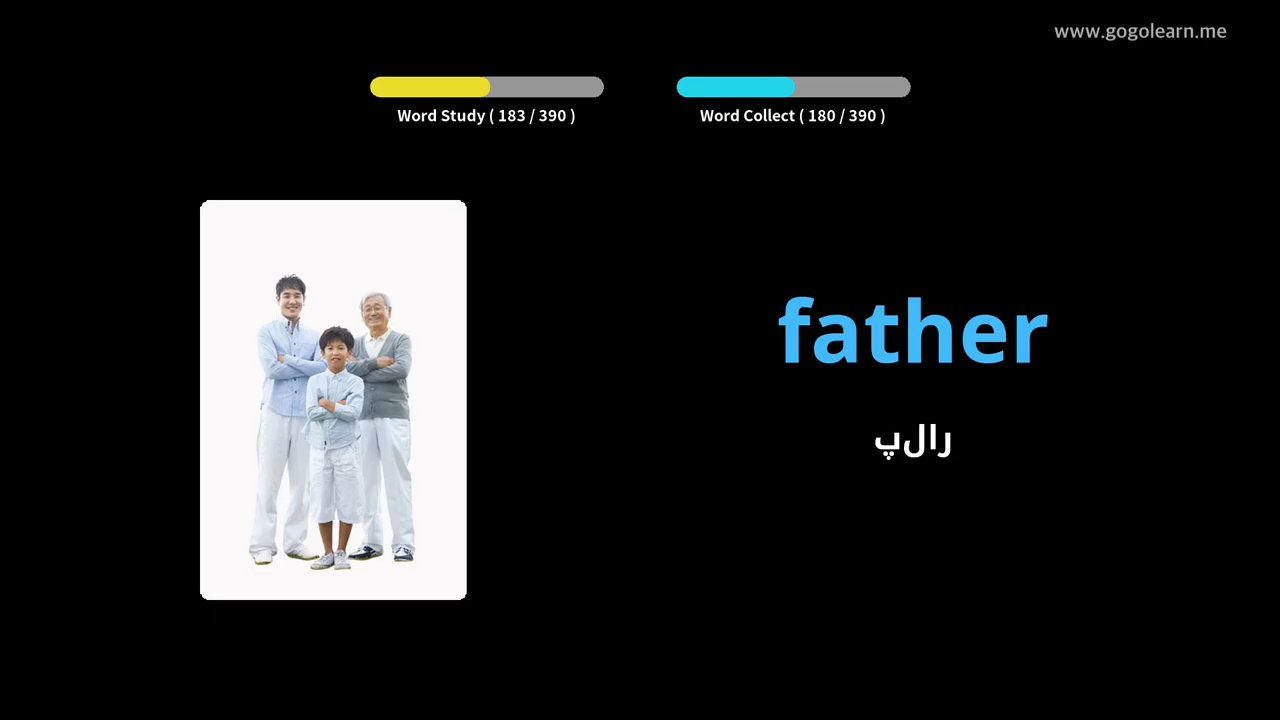 www.gogolearn.me
Word Study ( 183 / 390 )
Word Collect ( 180 / 390 )
father
رالپ